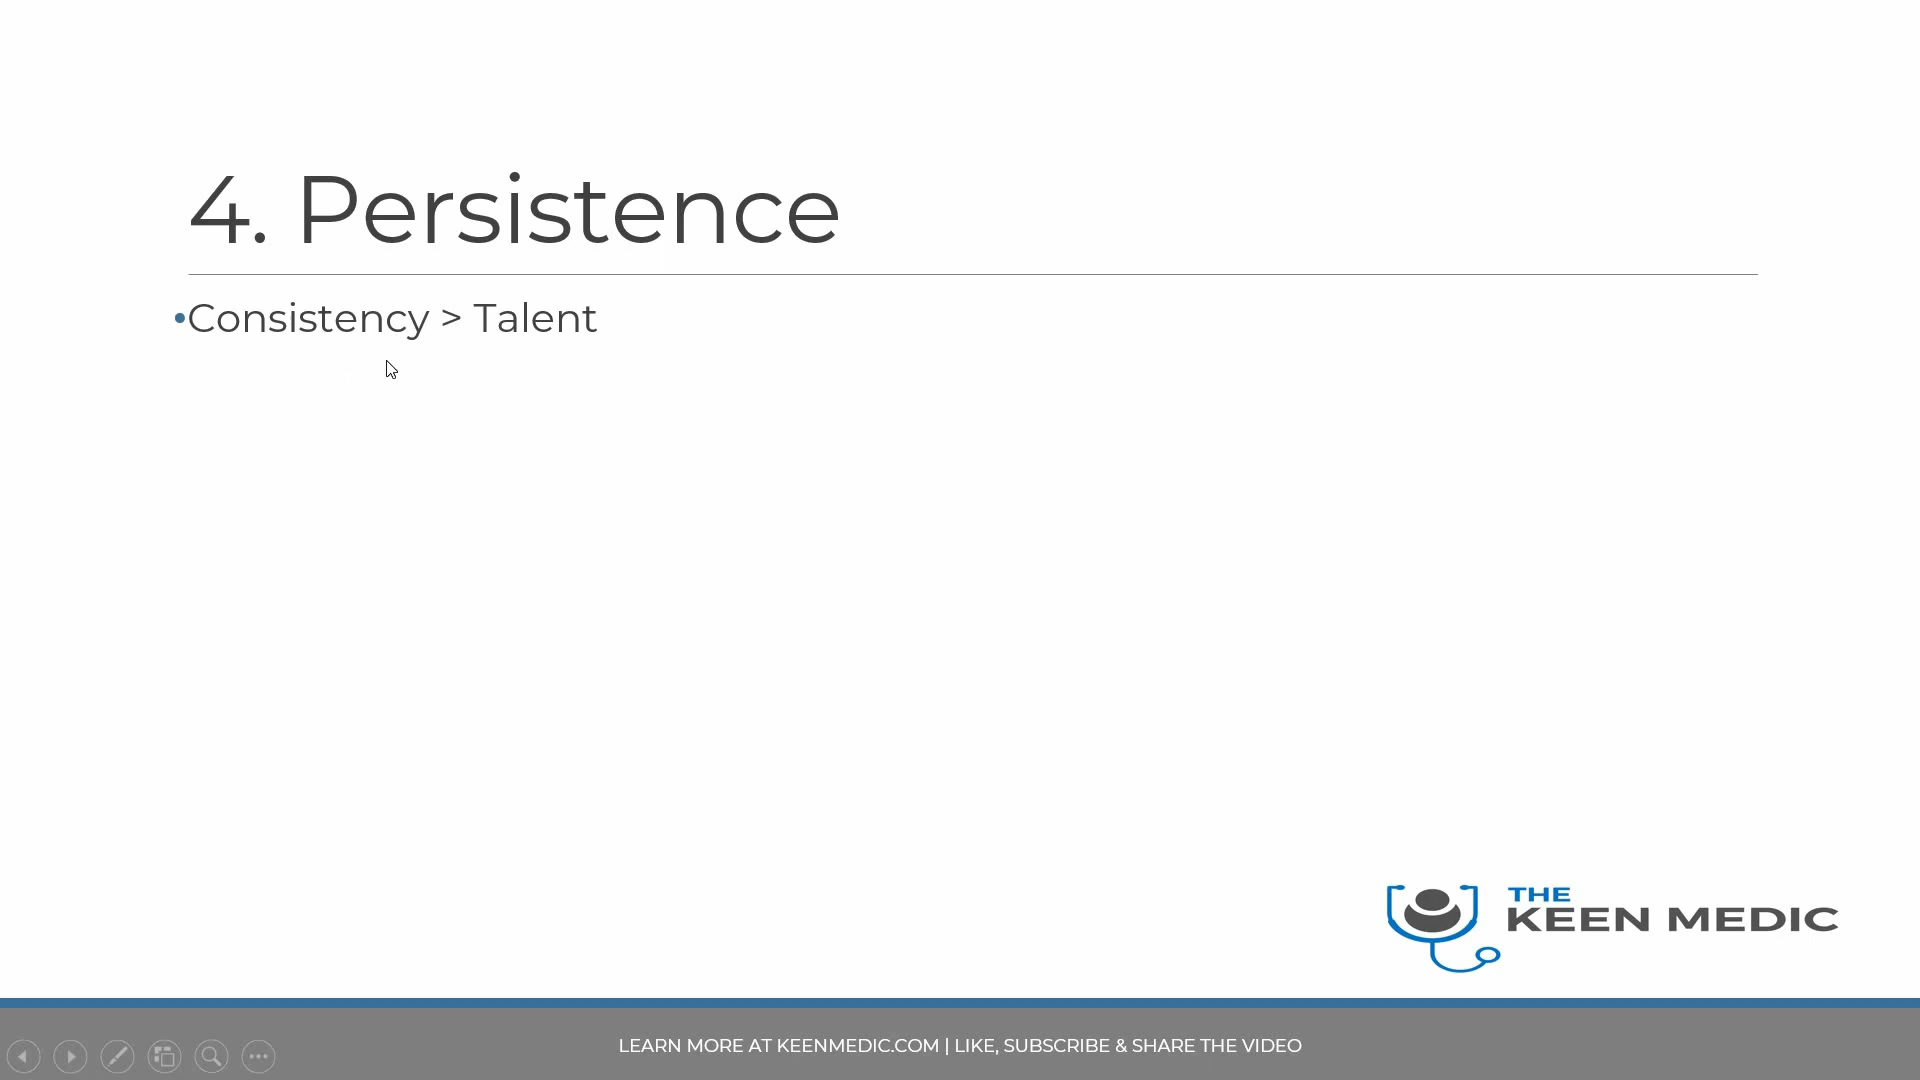 4. Persistence
•Consistency > Talent
THE
KEEN MEDIC
LEARN MORE AT KEENMEDIC.COM | LIKE, SUBSCRIBE & SHARE THE VIDEO